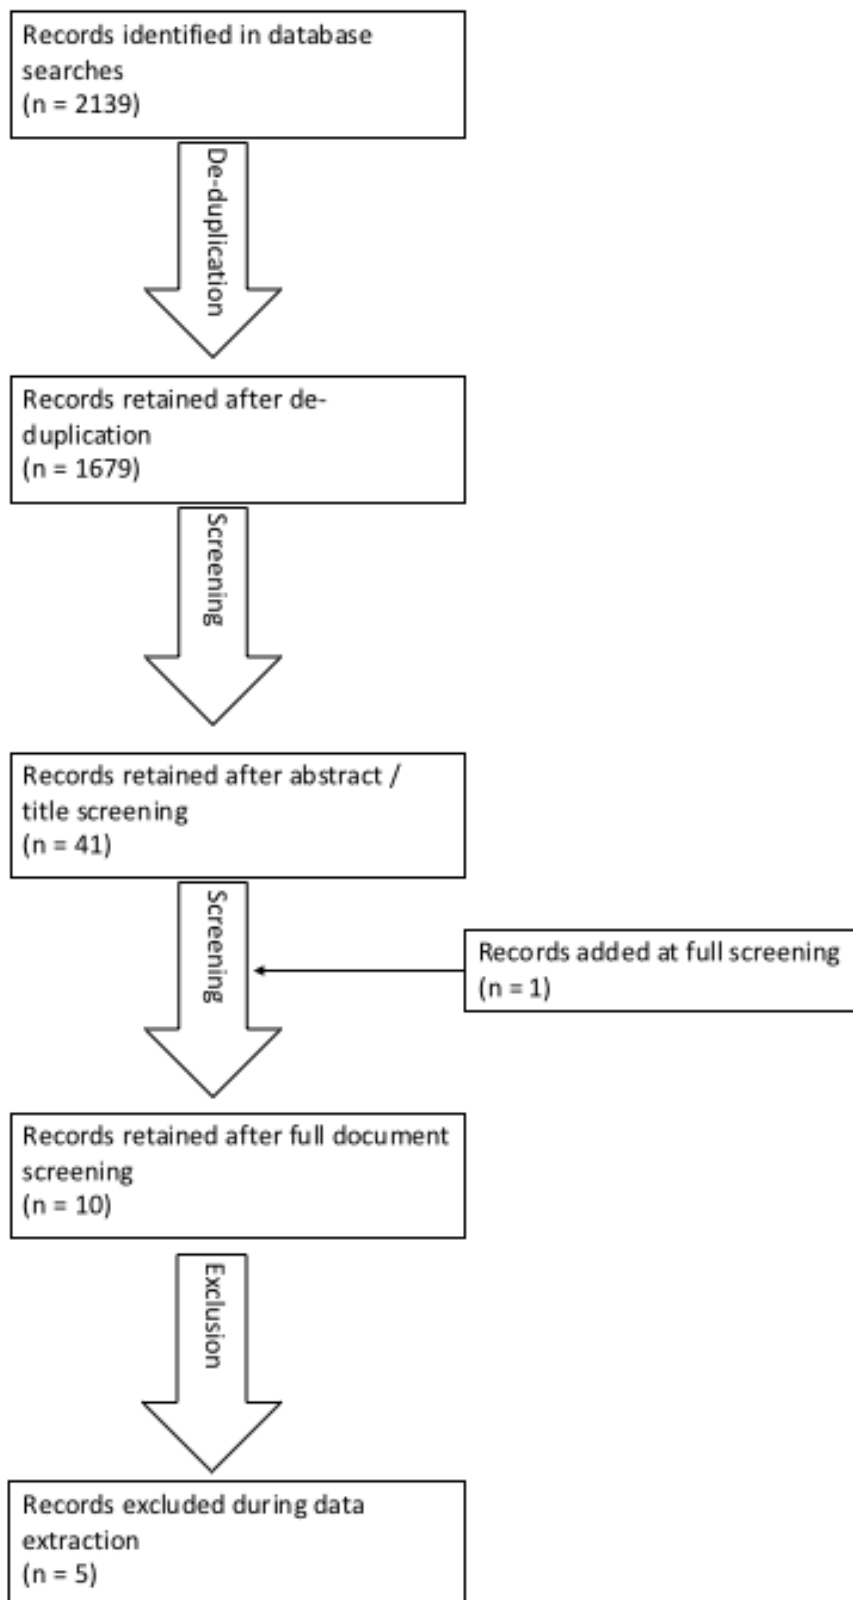 Records identified in database
searches
(n = 2139)
De-duplication
Records retained after de-
duplication
(n = 1679)
Screening
Records retained after abstract /
title screening
(n = 41)
Screening
Records added at full screening
(n = 1)
Records retained after full document
screening
(n = 10)
Exclusion
Records excluded during data
extraction
(n = 5)